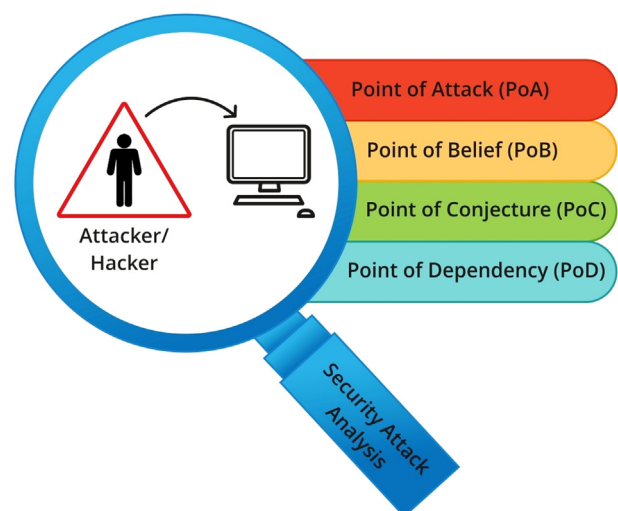 Point of Attack (PoA)
Point of Belief (PoB)
Point of Conjecture (PoC)
Point of Dependency (PoD)
Attacker/
Hacker
Security Attack
Analysis